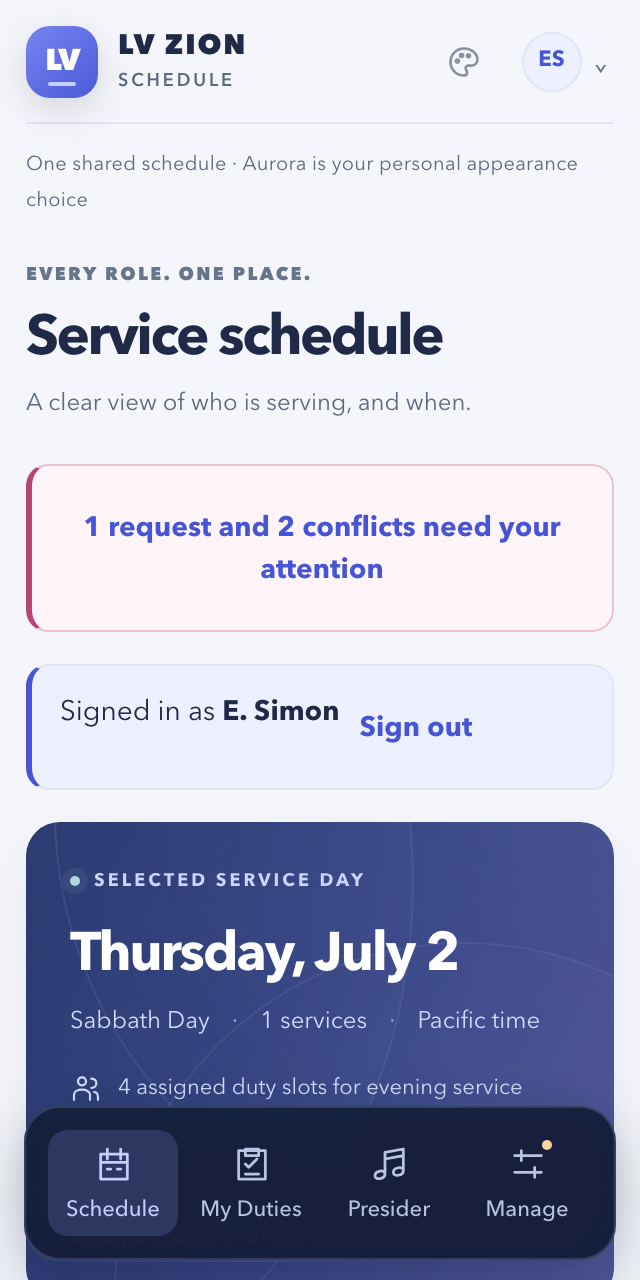 LV
LV ZION
SCHEDULE
ES
One shared schedule · Aurora is your personal appearance
choice
EVERY ROLE. ONE PLACE.
Service schedule
A clear view of who is serving, and when.
1 request and 2 conflicts need your
attention
Signed in as E. Simon
Sign out
SELECTED SERVICE DAY
Thursday, July 2
Sabbath Day · 1 services · Pacific time
4 assigned duty slots for evening service
Schedule
My Duties
Presider
Manage